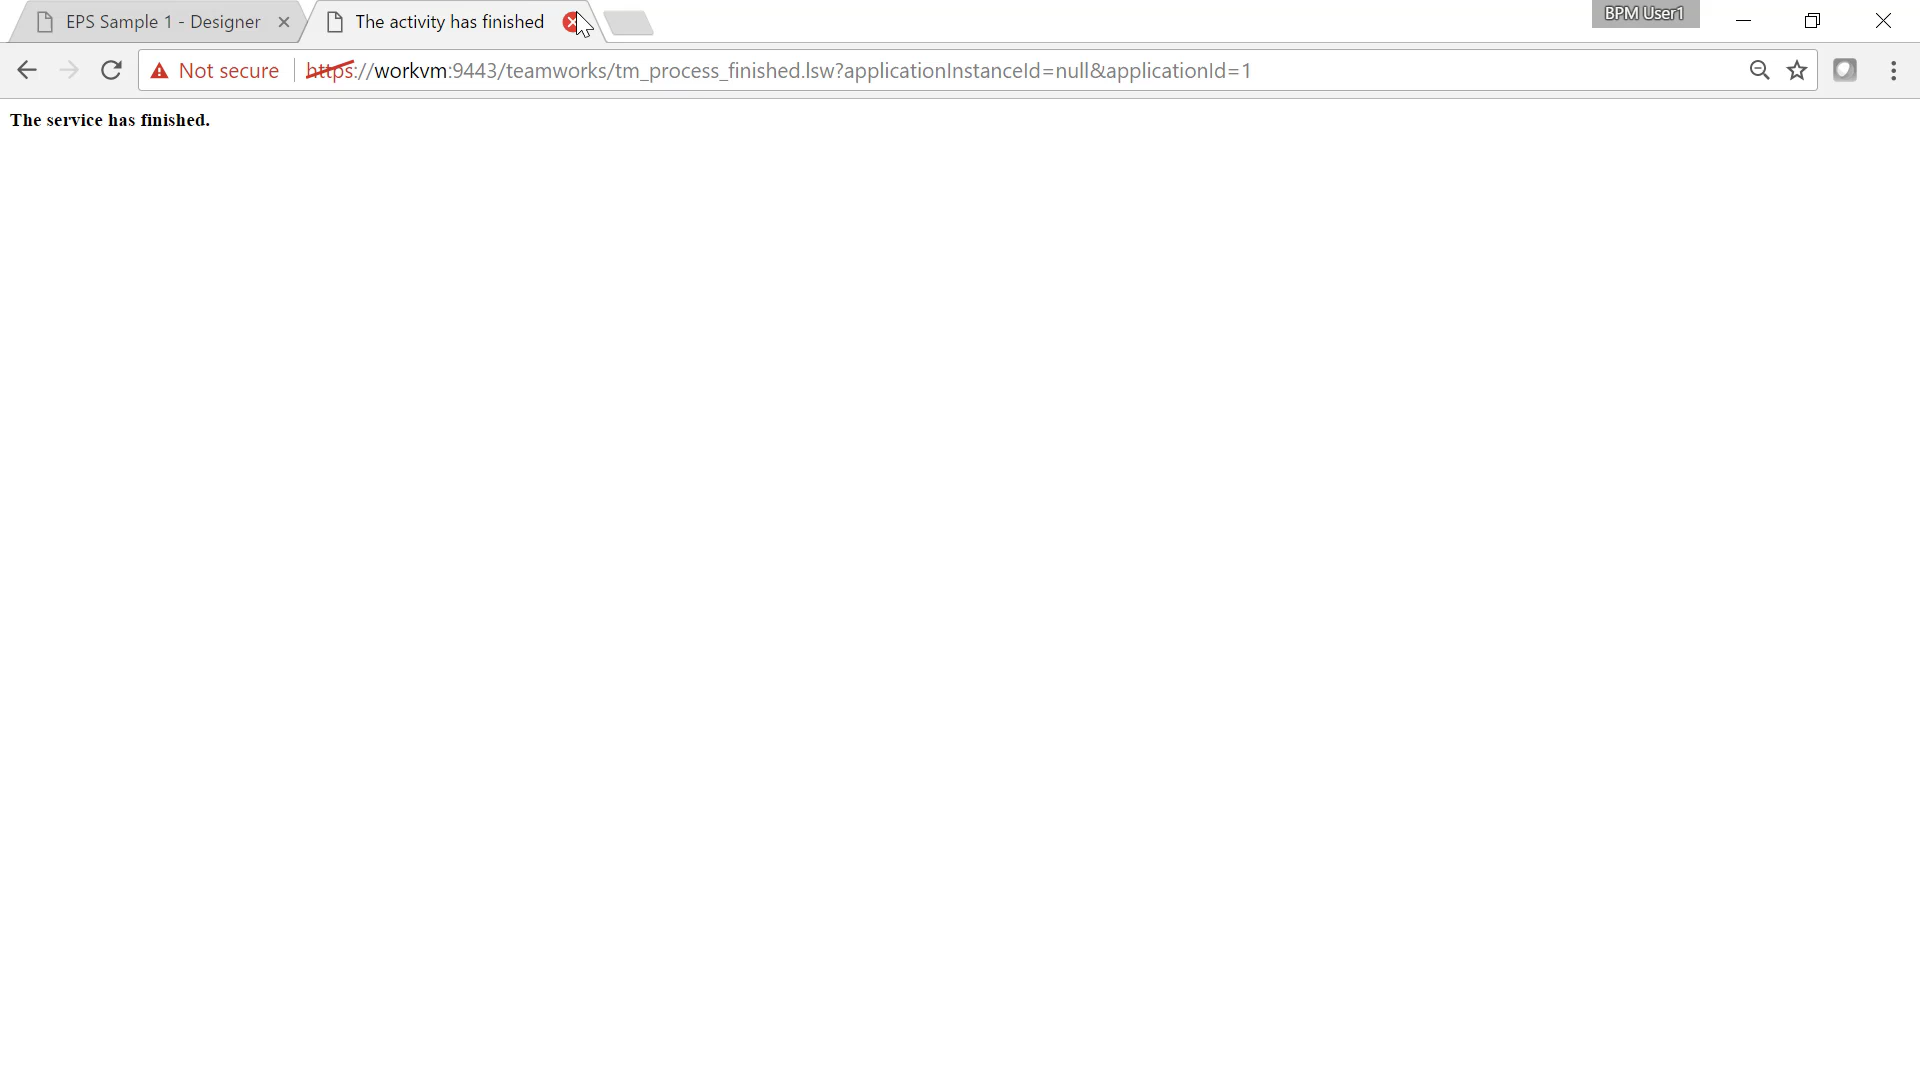 EPS Sample 1 - Designer
The activity has finished
BPM User1
Not secure
https://workvm:9443/teamworks/tm_process_finished.lsw?applicationInstanceId=null&applicationId=1
The service has finished.